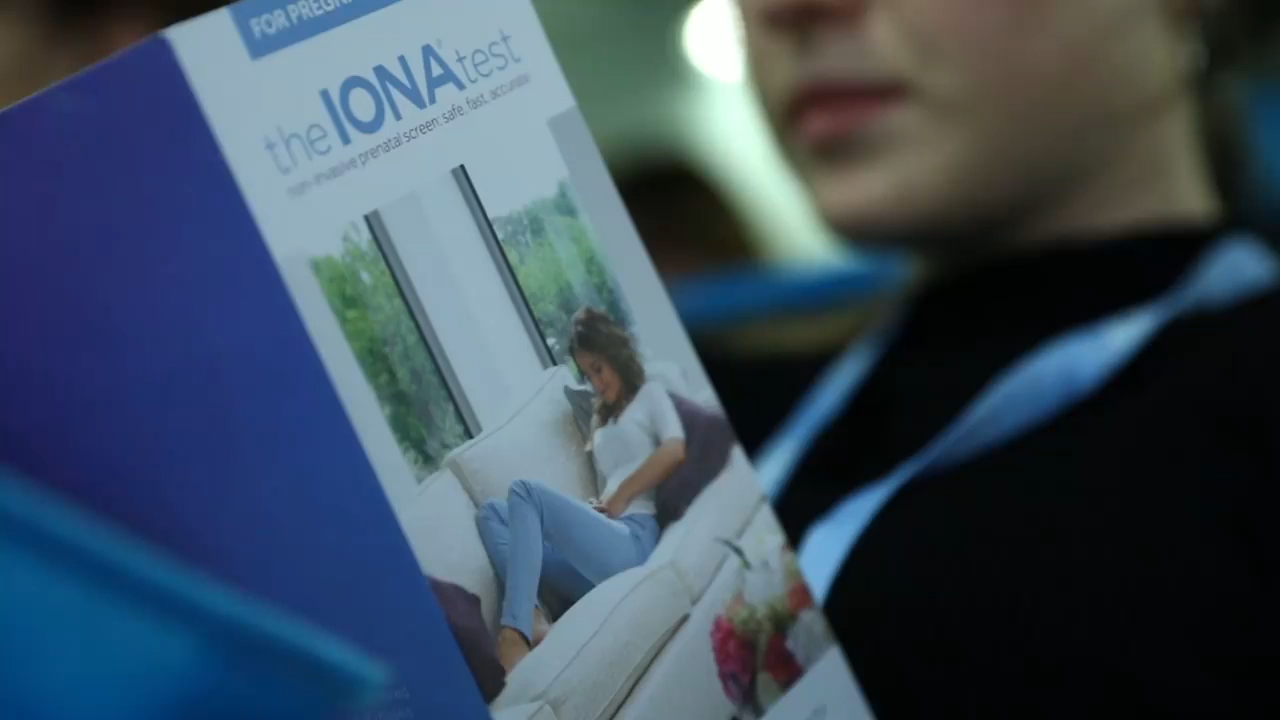 FOR PREGN
the IONA test
non-invasive prenatal screen: safe, fast, accurate